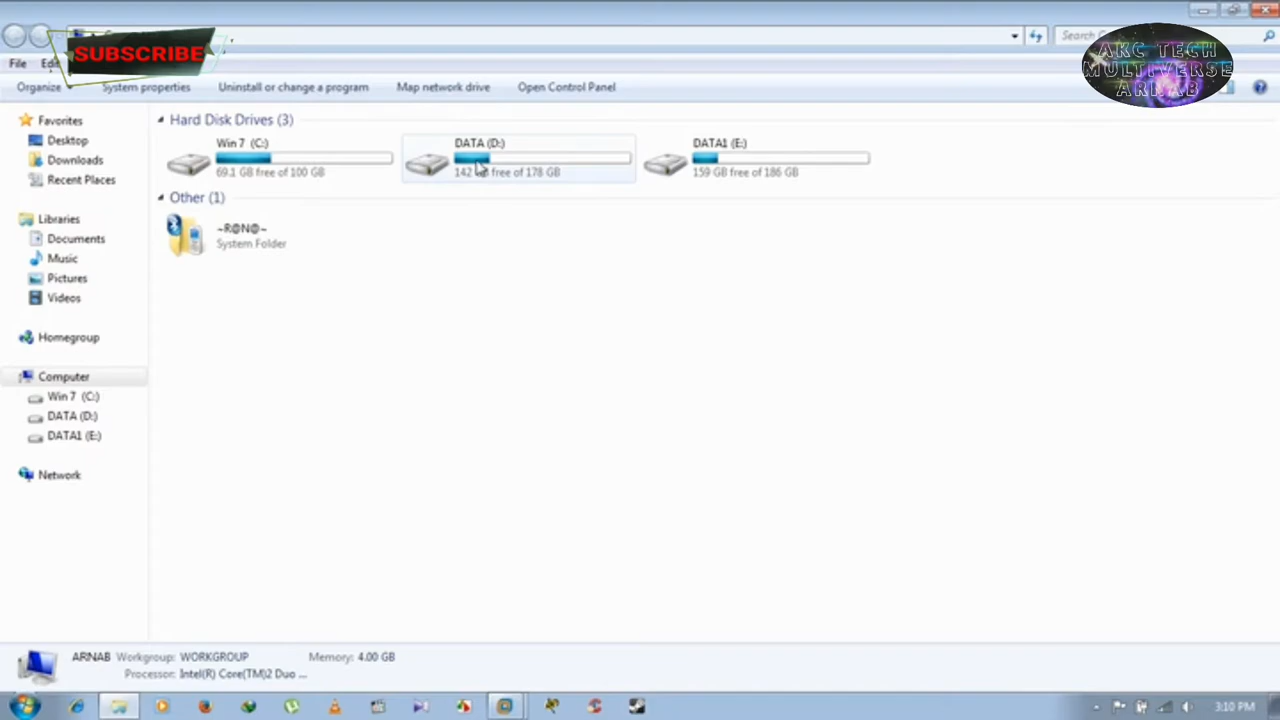 SUBSCRIBE
Search
AKC TECH
MULTIVERSE
ARNAB
File
Organize System properties Uninstall or change a program Map network drive Open Control Panel
Favorites
Desktop
Downloads
Recent Places
Libraries
Documents
Music
Pictures
Videos
Homegroup
Computer
Win 7 (C:)
DATA (D:)
DATA1 (E:)
Network
Hard Disk Drives (3)
Win 7 (C:)
69.1 GB free of 100 GB
DATA (D:)
142 free of 178 GB
DATA1 (E:)
159 GB free of 186 GB
Other (1)
~R@N@~
System Folder
ARNAB Workgroup: WORKGROUP Memory: 4.00 GB
Processor: Intel(R) Core(TM)2 Duo ...
3:10 PM